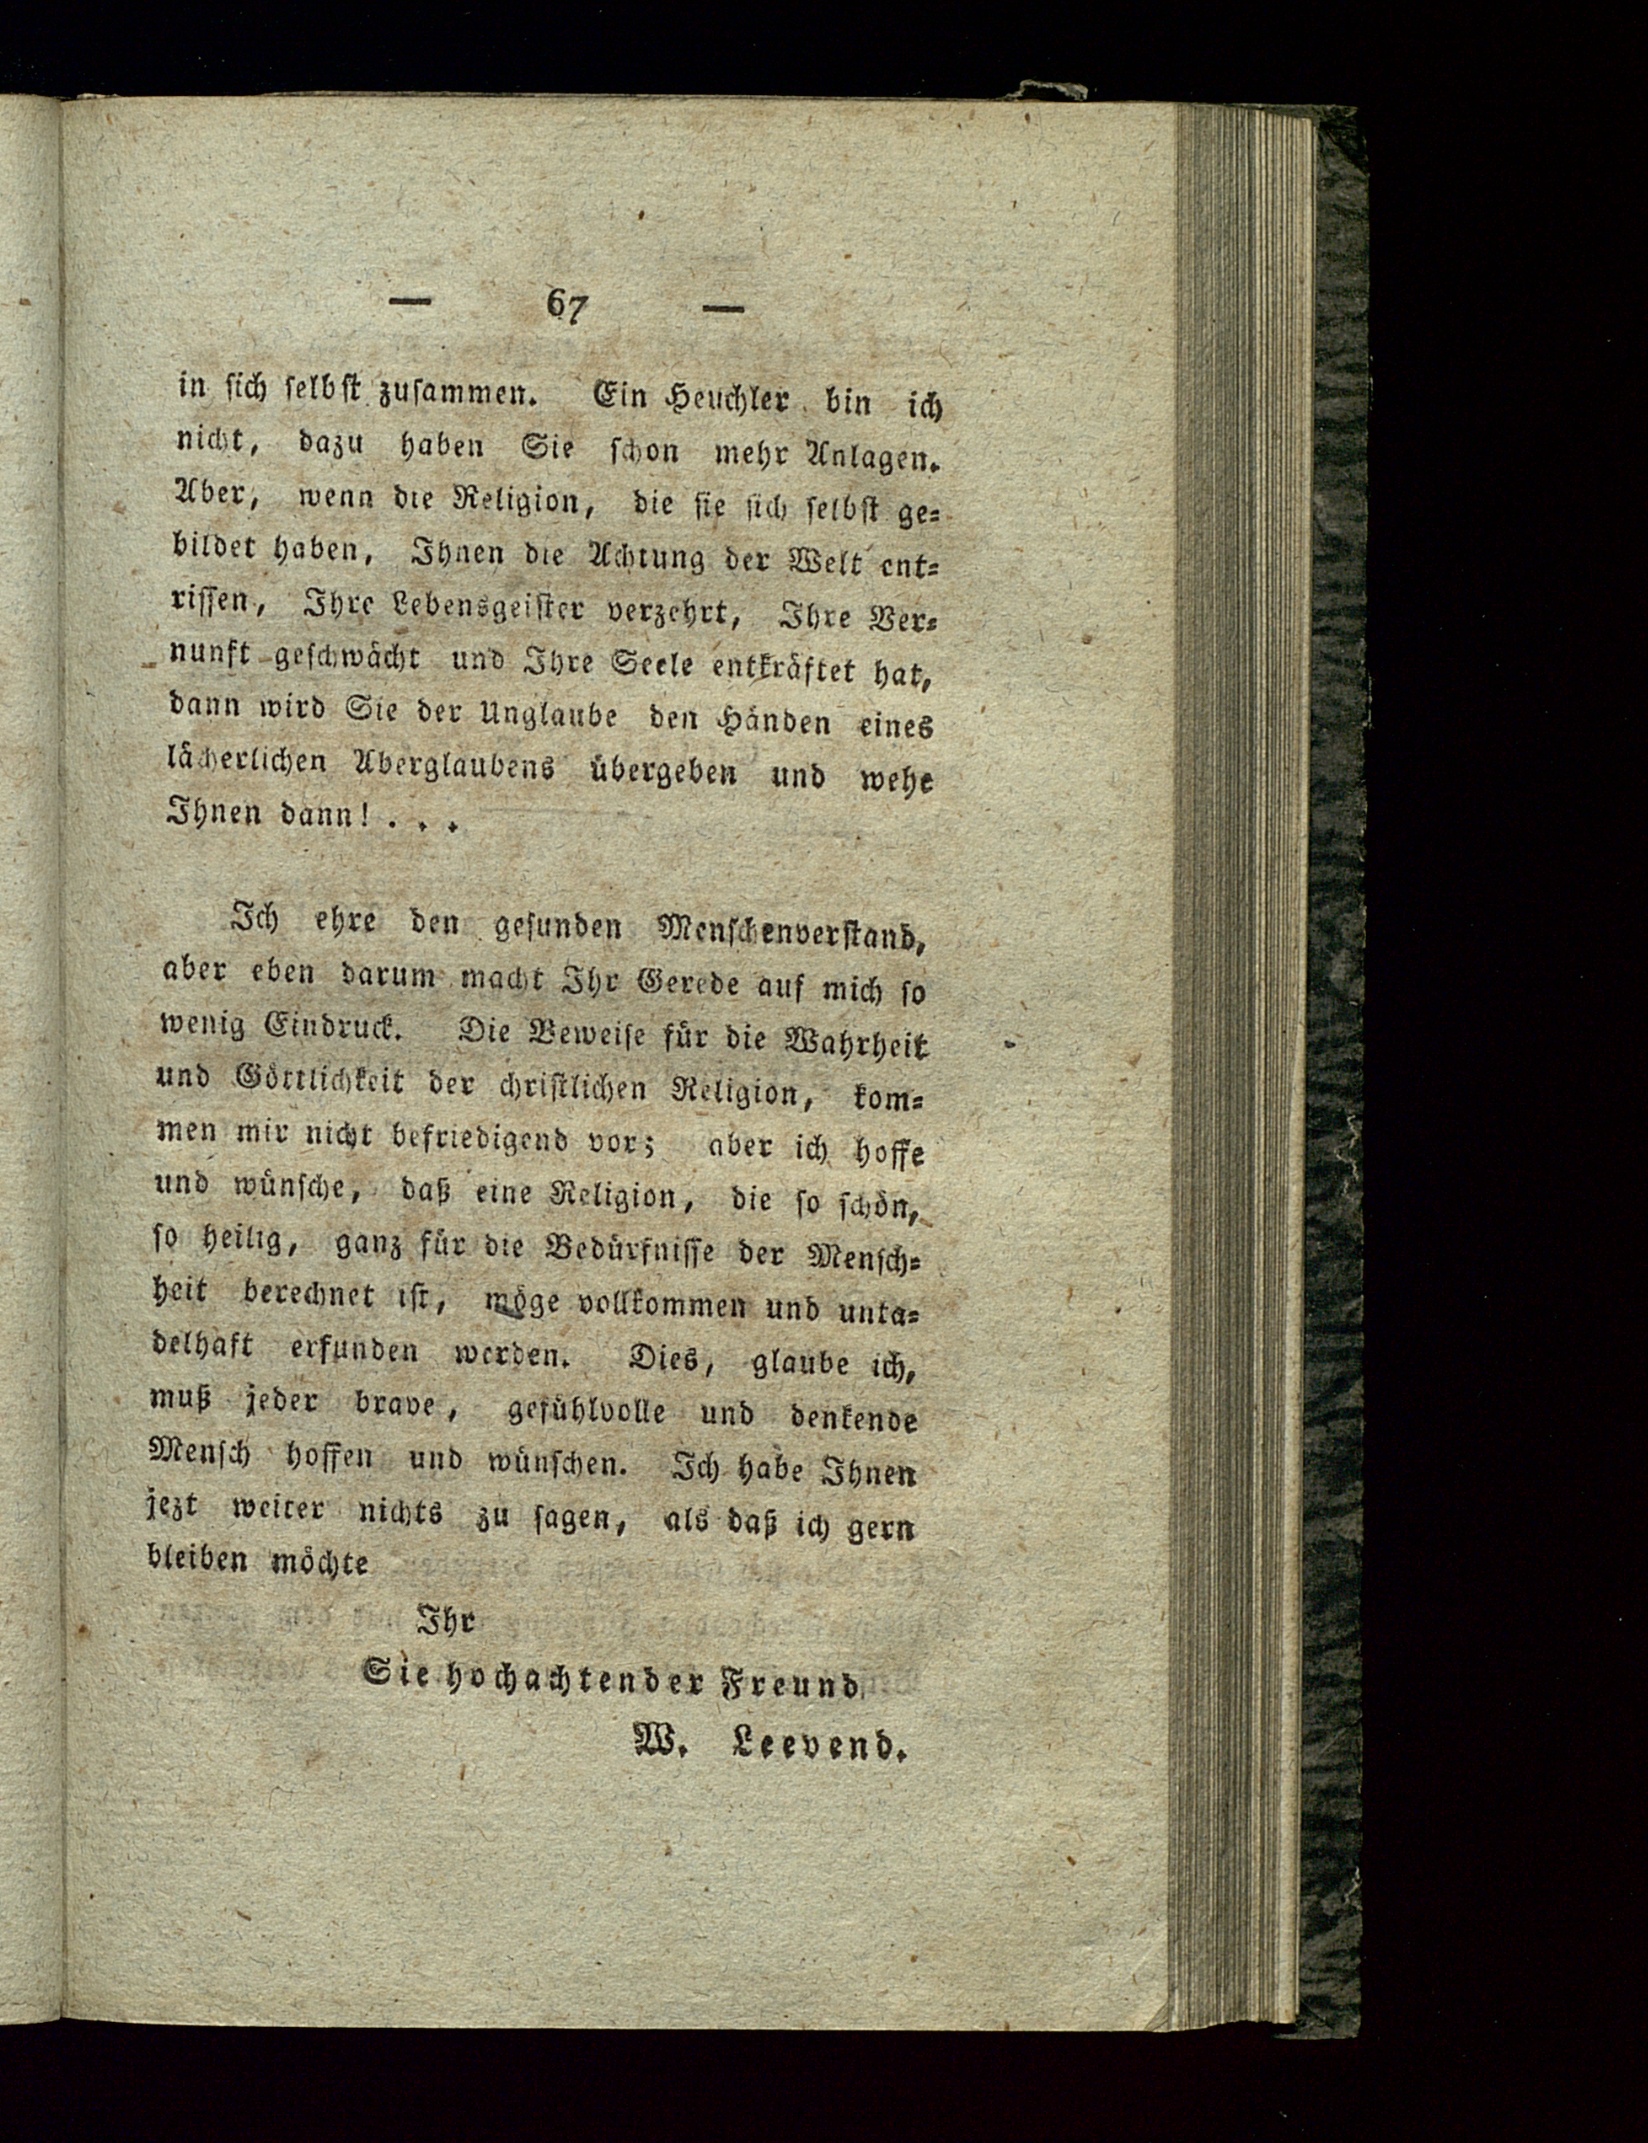 — 67 —
in sich selbst zusammen. Ein Heuchler bin ich
nicht, dazu haben Sie schon mehr Anlagen.
Aber, wenn die Religion, die sie sich selbst ge=
bildet haben, Ihnen die Achtung der Welt ent=
rissen, Ihre Lebensgeister verzehrt, Ihre Ver=
nunft geschwächt und Ihre Seele entkräftet hat,
dann wird Sie der Unglaube den Händen eines
lächerlichen Aberglaubens übergeben und wehe
Ihnen dann! . . .
Ich ehre den gesunden Menschenverstand,
aber eben darum macht Ihr Gerede auf mich so
wenig Eindruck. Die Beweise für die Wahrheit
und Göttlichkeit der christlichen Religion, kom=
men mir nicht befriedigend vor; aber ich hoffe
und wünsche, daß eine Religion, die so schön,
so heilig, ganz für die Bedürfnisse der Mensch=
heit berechnet ist, möge vollkommen und unta=
delhaft erfunden werden. Dies, glaube ich,
muß jeder brave, gefühlvolle und denkende
Mensch hoffen und wünschen. Ich habe Ihnen
jezt weiter nichts zu sagen, als daß ich gern
bleiben möchte
Ihr
Sie hochachtender Freund
W. Leevend.